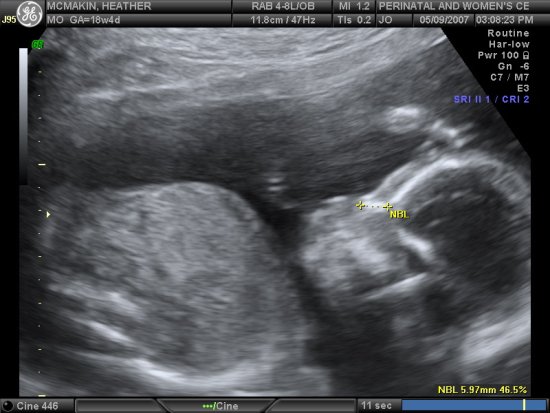 MCMAKIN, HEATHER RAB 4-8L/OB MI 1.2 PERINATAL AND WOMEN'S CE
J95 GE MO GA=18w4d 11.8cm / 47Hz TIs 0.2 JO 05/09/2007 03:08:23 PM
Routine
Har-low
Pwr 100
Gn -6
C7 / M7
E3
SRI II 1 / CRI 2
NBL
NBL 5.97mm 46.5%
Cine 446 /Cine 11 sec